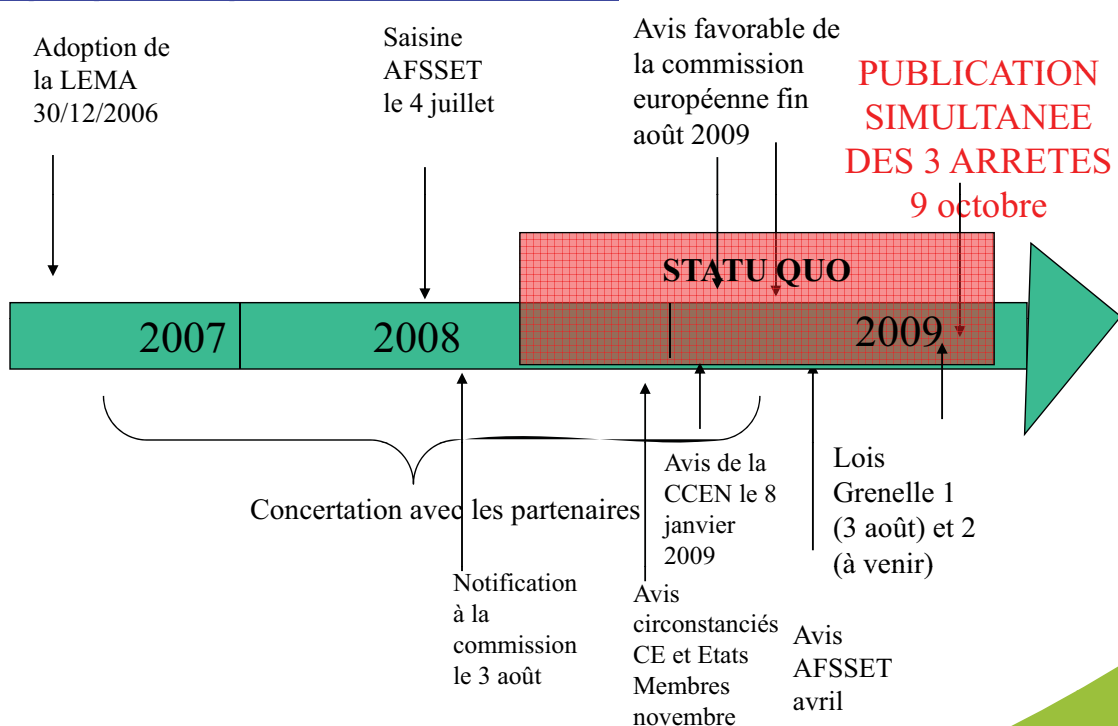 Adoption de
la LEMA
30/12/2006
Saisine
AFSSET
le 4 juillet
Avis favorable de
la commission
européenne fin
août 2009
PUBLICATION
SIMULTANEE
DES 3 ARRETES
9 octobre
STATU QUO
2007
2008
2009
Concertation avec les partenaires
Notification
à la
commission
le 3 août
Avis
circonstanciés
CE et Etats
Membres
novembre
Avis de la
CCEN le 8
janvier
2009
Avis
AFSSET
avril
Lois
Grenelle 1
(3 août) et 2
(à venir)